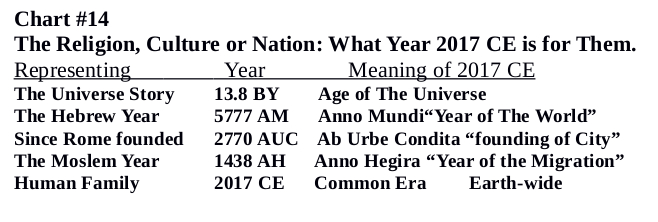 Chart #14
The Religion, Culture or Nation: What Year 2017 CE is for Them.
Representing Year Meaning of 2017 CE
The Universe Story 13.8 BY Age of The Universe
The Hebrew Year 5777 AM Anno Mundi“Year of The World”
Since Rome founded 2770 AUC Ab Urbe Condita “founding of City”
The Moslem Year 1438 AH Anno Hegira “Year of the Migration”
Human Family 2017 CE Common Era Earth-wide